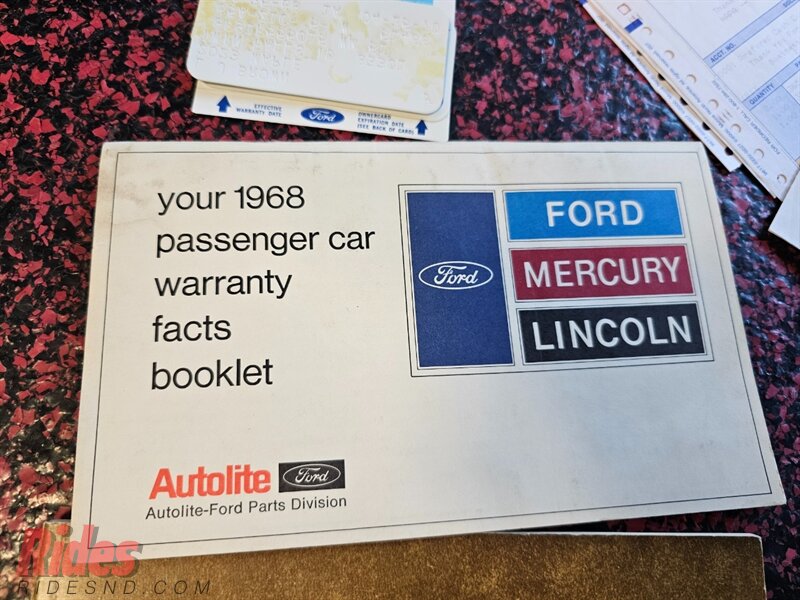 EFFECTIVE
WARRANTY DATE
Ford
OWNERCARD
EXPIRATION DATE
(SEE BACK OF CARD)
ACCT. NO.
QUANTITY
your 1968
passenger car
warranty
facts
booklet
Ford
FORD
MERCURY
LINCOLN
Autolite Ford
Autolite-Ford Parts Division
Rides
RIDESND.COM